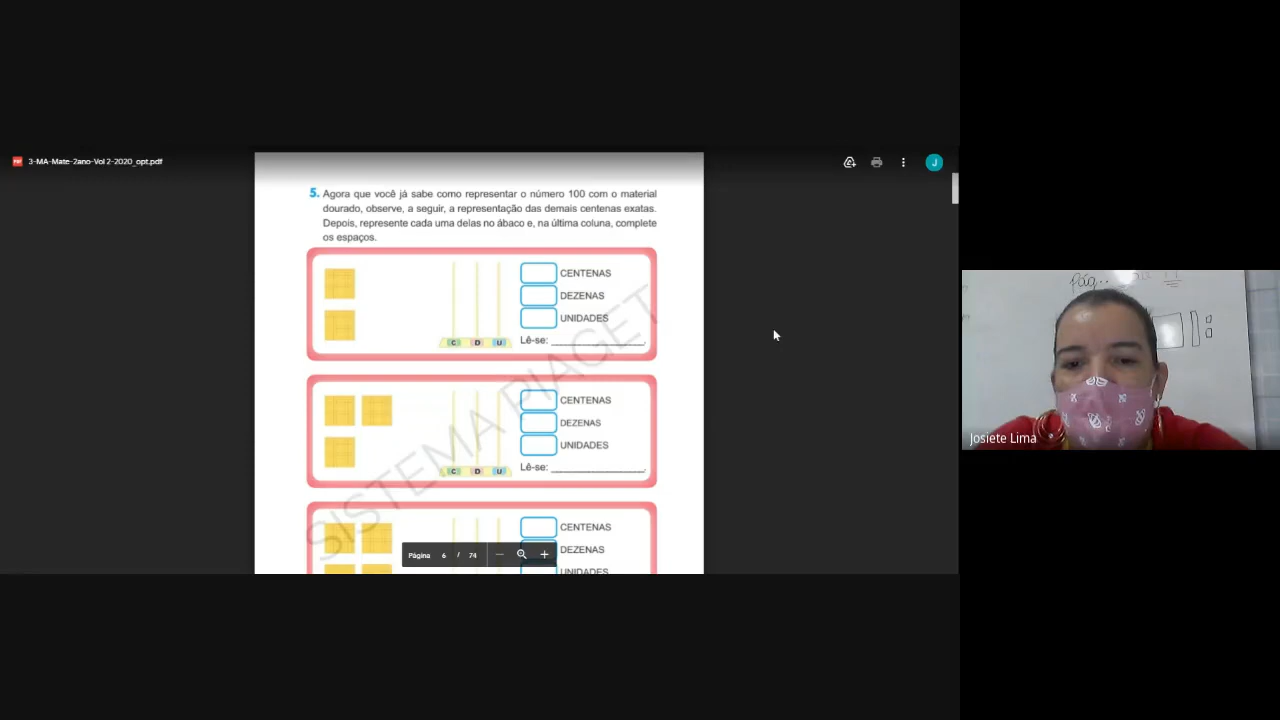 3-MA-Mate-2ano-Vol 2-2020_opt.pdf
J
5. Agora que você já sabe como representar o número 100 com o material
dourado, observe, a seguir, a representação das demais centenas exatas.
Depois, represente cada uma delas no ábaco e, na última coluna, complete
os espaços.
CENTENAS
DEZENAS
UNIDADES
C D U
Lê-se:
CENTENAS
DEZENAS
UNIDADES
C D U
Lê-se:
CENTENAS
DEZENAS
UNIDADES
Página 6 / 74
SISTEMA PIAGET
pág..
Josiete Lima